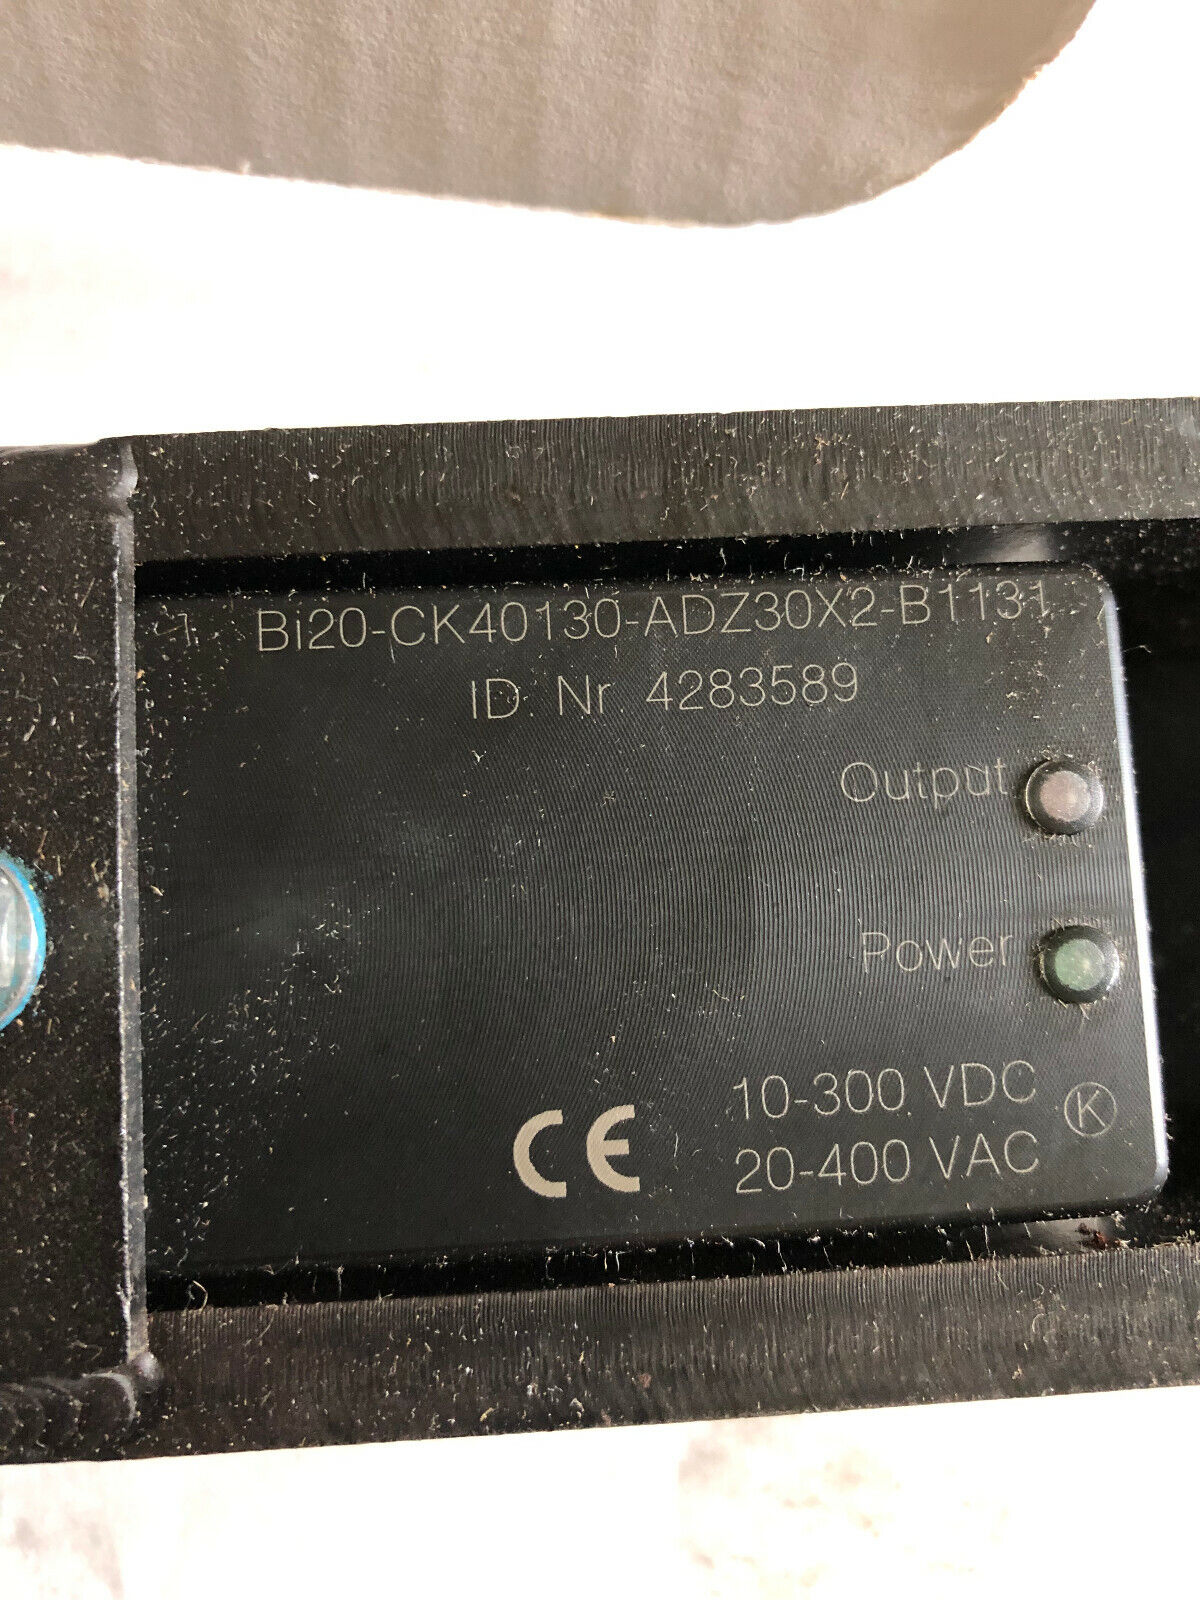 Bi20-CK40130-ADZ30X2-B1131
ID. Nr. 4283589
Output
Power
10-300 VDC
20-400 VAC
K
CE